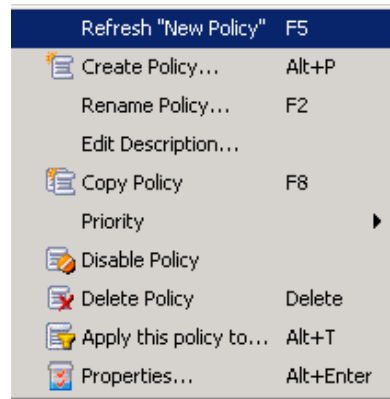 Refresh "New Policy" F5
Create Policy... Alt+P
Rename Policy... F2
Edit Description...
Copy Policy F8
Priority
Disable Policy
Delete Policy Delete
Apply this policy to... Alt+T
Properties... Alt+Enter